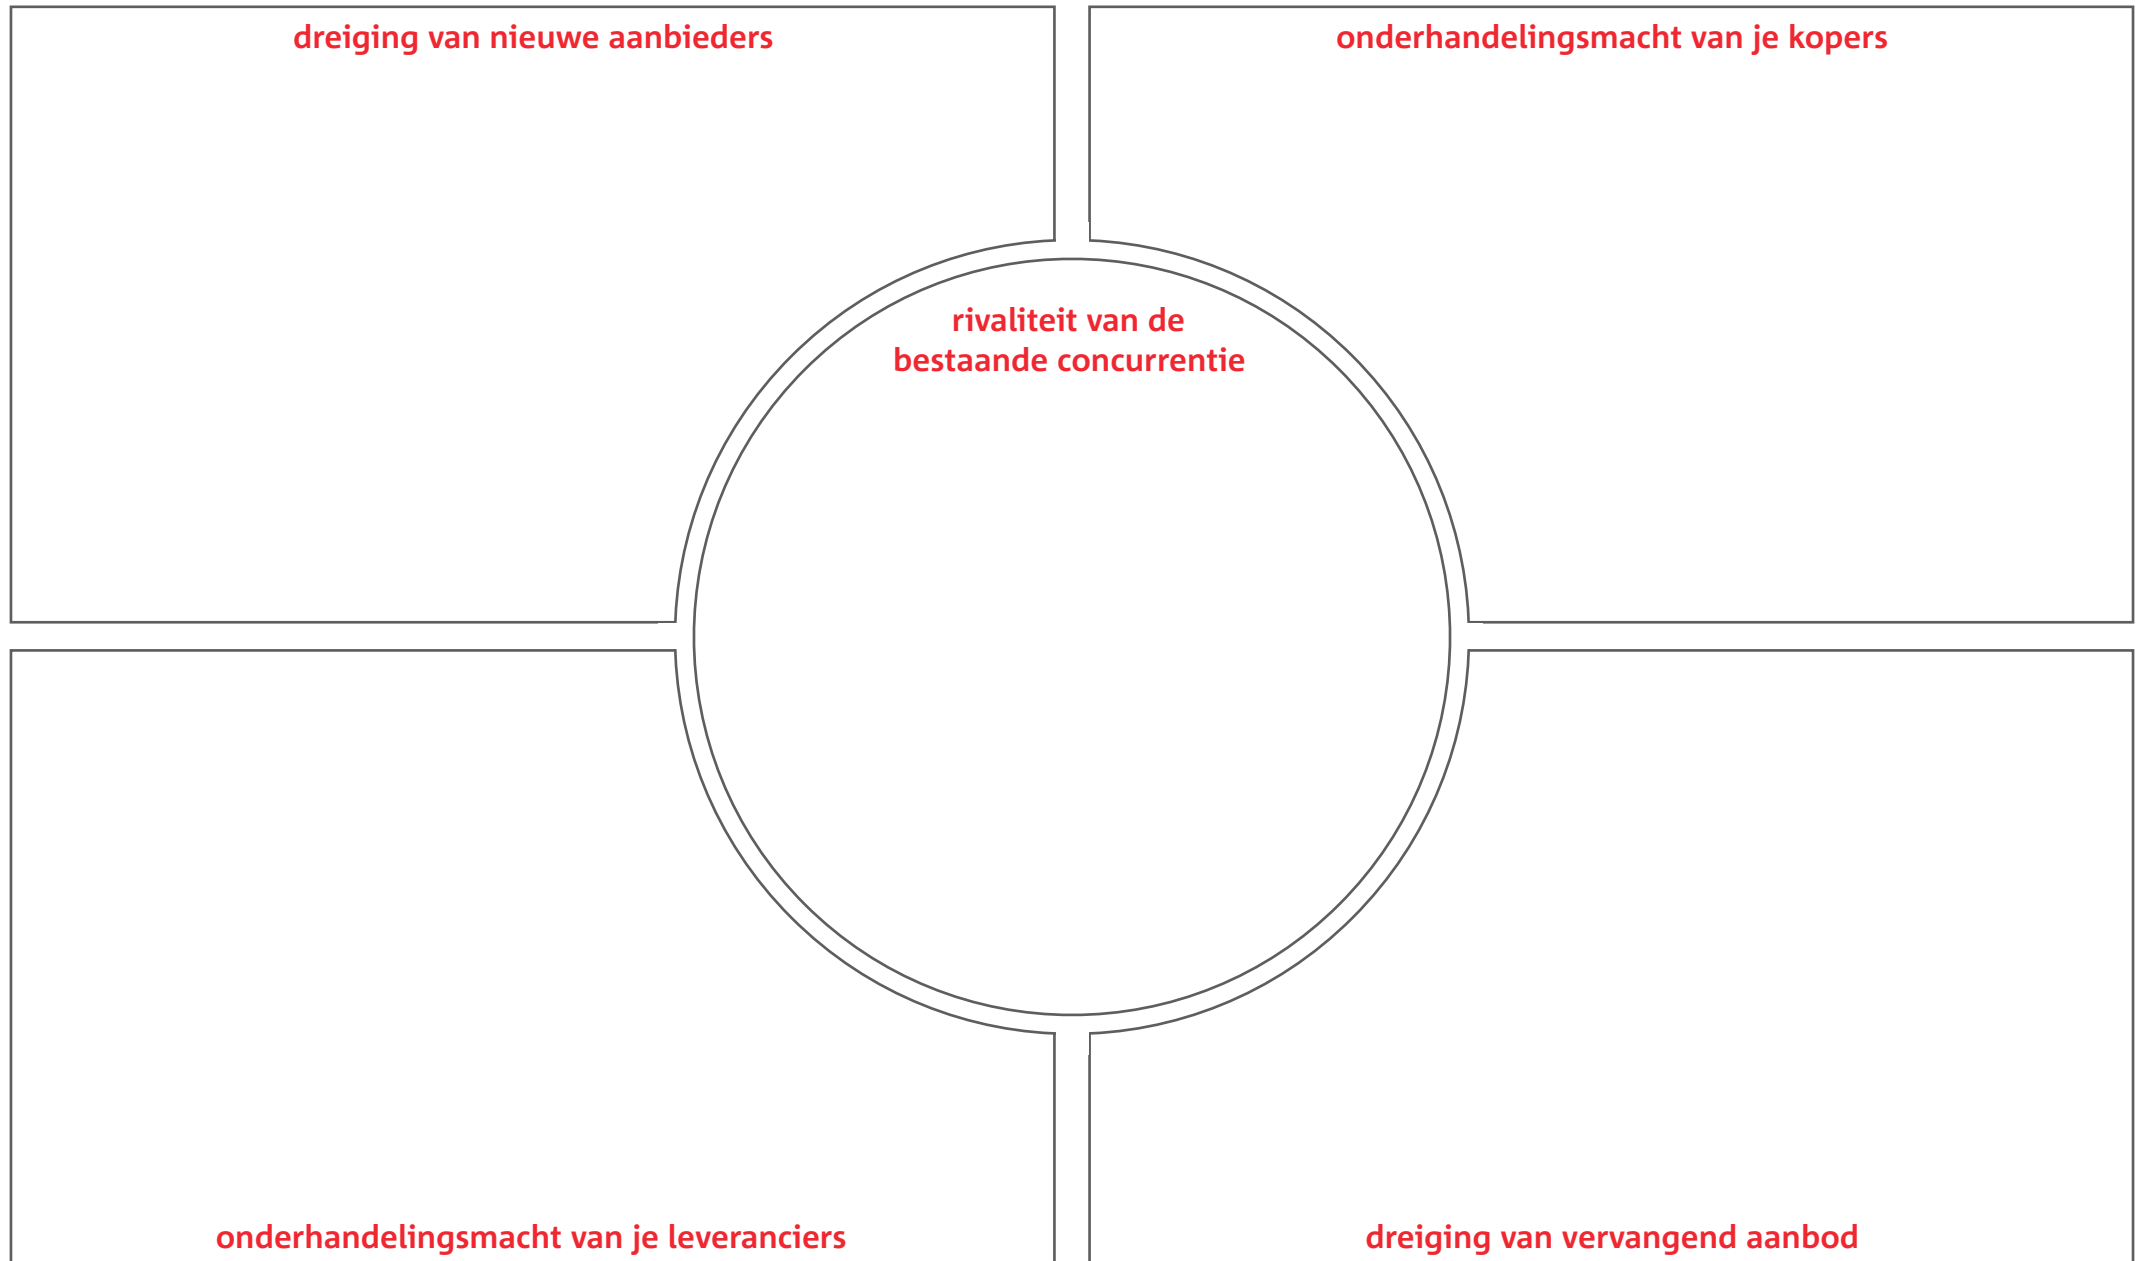 dreiging van nieuwe aanbieders
onderhandelingsmacht van je kopers
rivaliteit van de
bestaande concurrentie
onderhandelingsmacht van je leveranciers
dreiging van vervangend aanbod